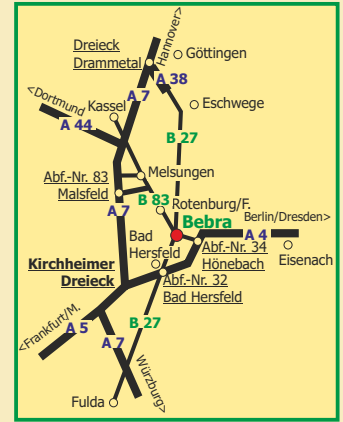 Hannover>
Dreieck
Drammetal
Göttingen
A 38
<Dortmund
A 7
Kassel
Eschwege
A 44
B 27
Melsungen
Abf.-Nr. 83
Malsfeld
B 83
Rotenburg/F.
A 7
Bebra
Berlin/Dresden>
A 4
Bad
Hersfeld
Abf.-Nr. 34
Hönebach
Eisenach
Kirchheimer
Dreieck
Abf.-Nr. 32
Bad Hersfeld
<Frankfurt/M.
A 5
A 7
B 27
Würzburg>
Fulda